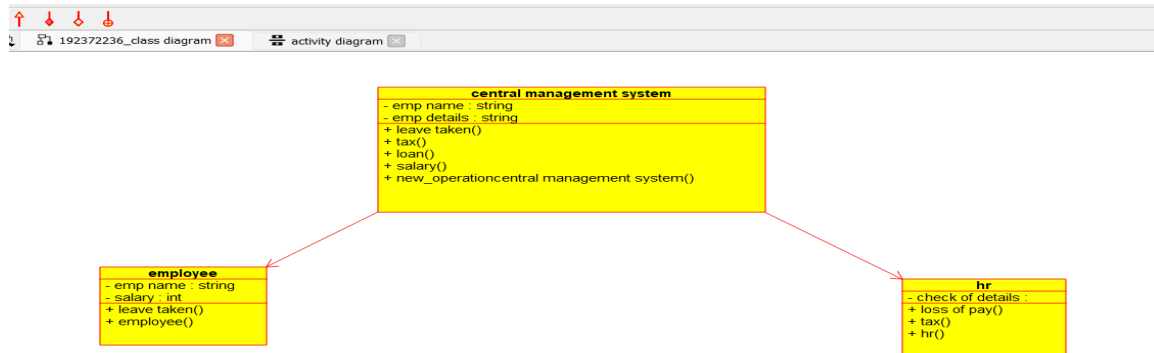 192372236_class diagram
activity diagram
central management system
- emp name : string
- emp details : string
+ leave taken()
+ tax()
+ loan()
+ salary()
+ new_operationcentral management system()
employee
- emp name : string
- salary : int
+ leave taken()
+ employee()
hr
- check of details :
+ loss of pay()
+ tax()
+ hr()